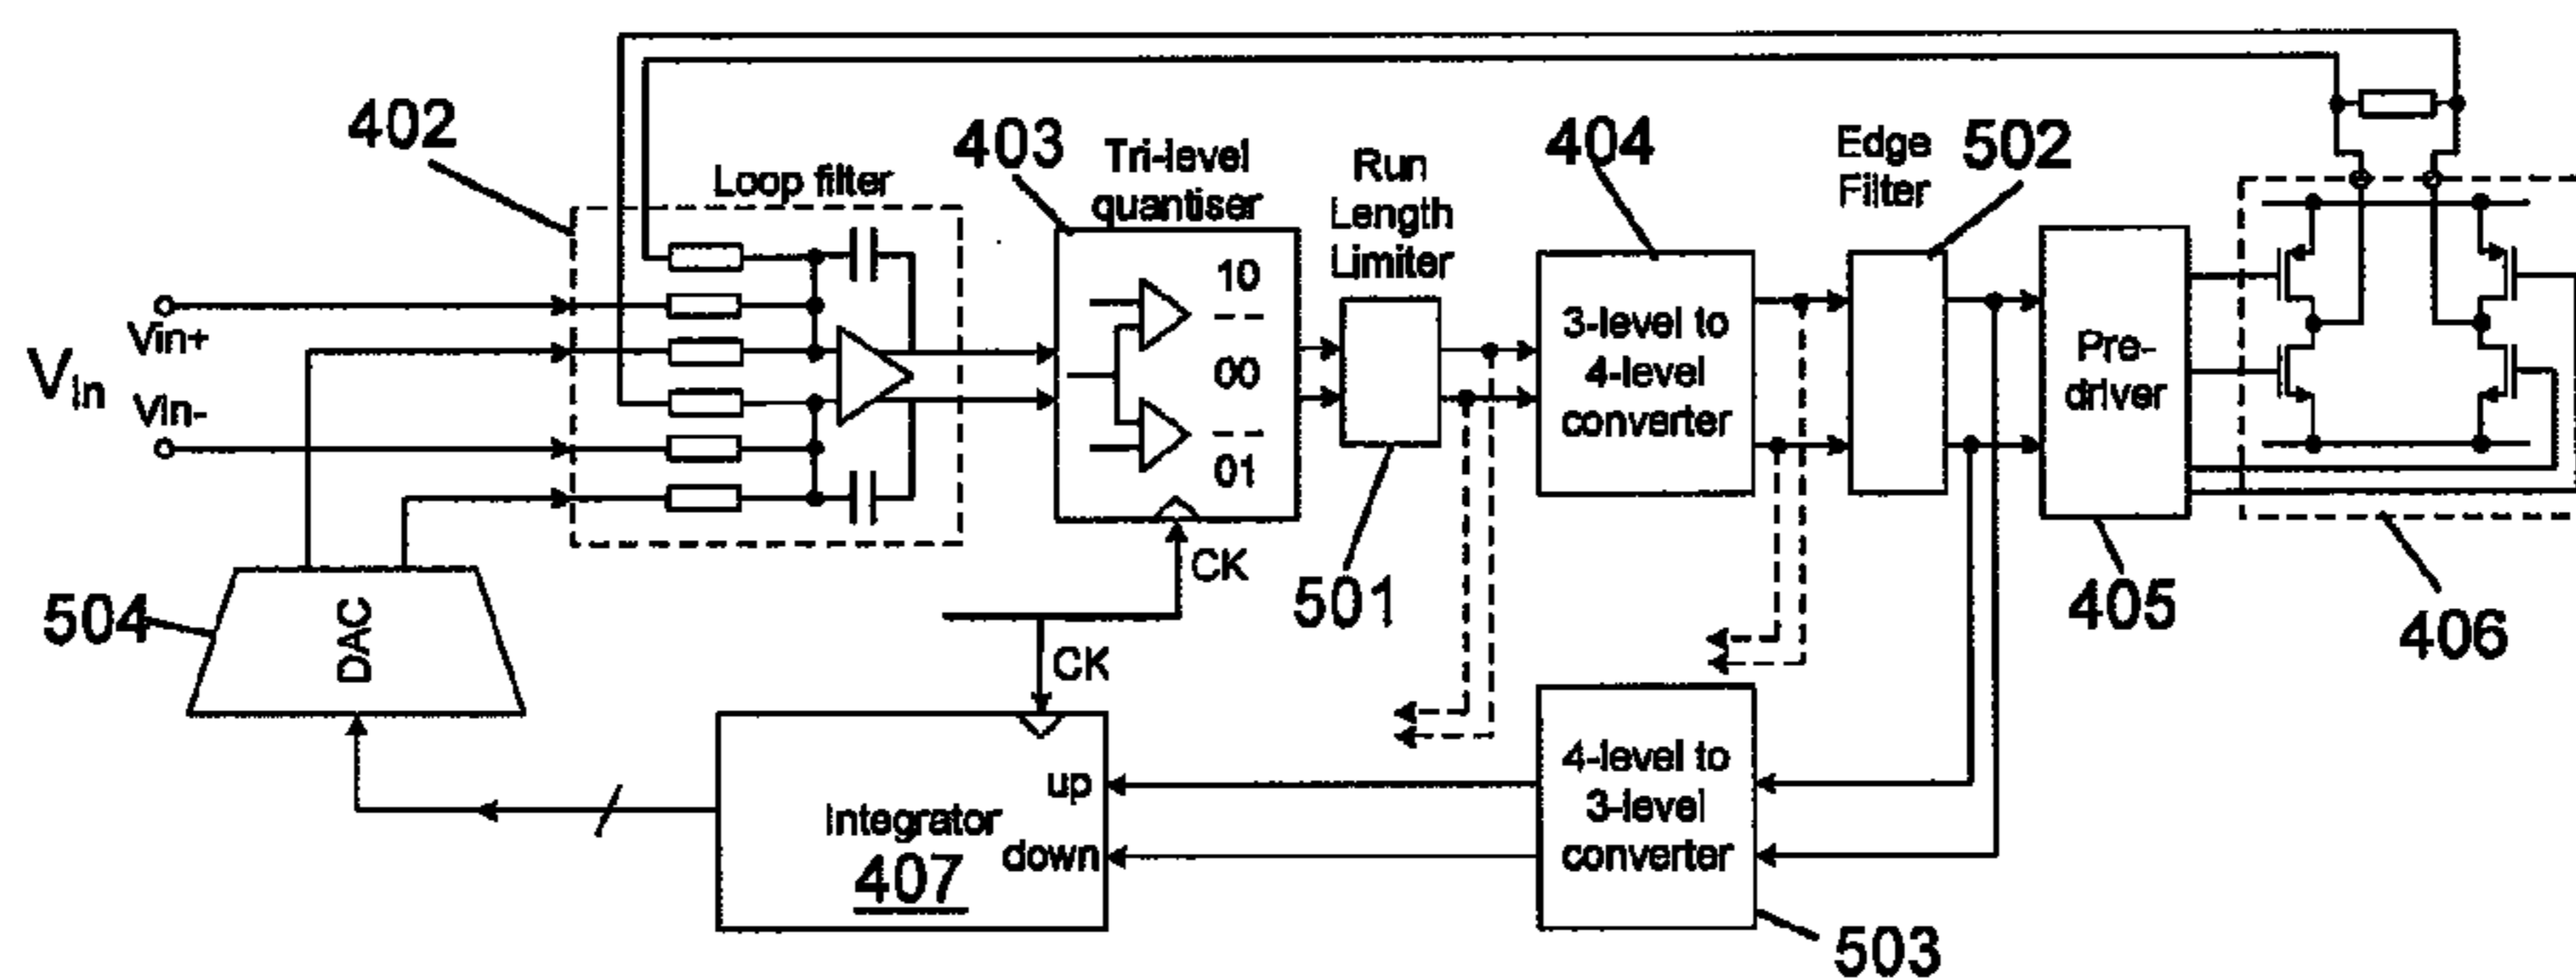 402
Loop filter
403
Tri-level
quantiser
Run
Length
Limiter
404
Edge
Filter
502
Vin+
Vin
Vin-
10
00
01
3-level to
4-level
converter
Pre-
driver
CK
501
405
406
504
DAC
CK
up
down
Integrator
407
4-level to
3-level
converter
503